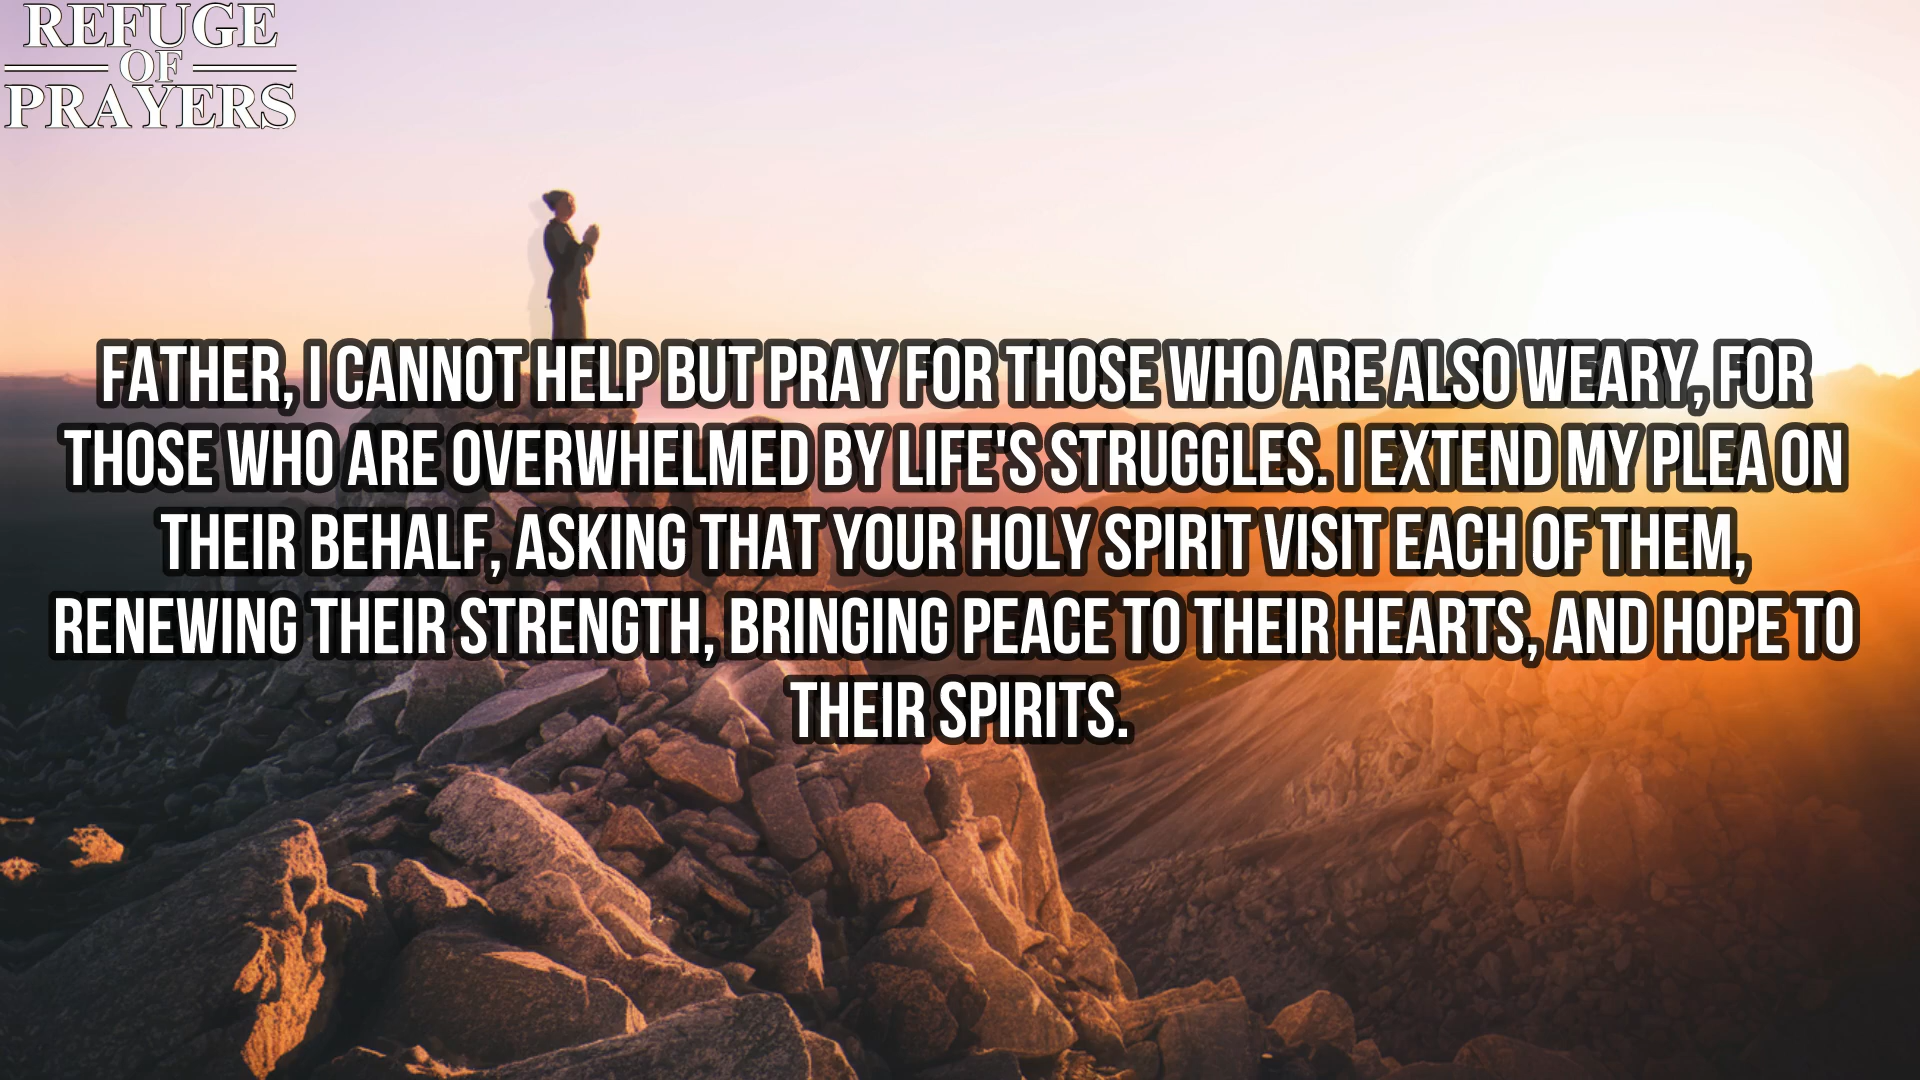 REFUGE
OF
PRAYERS
FATHER, I CANNOT HELP BUT PRAY FOR THOSE WHO ARE ALSO WEARY, FOR
THOSE WHO ARE OVERWHELMED BY LIFE'S STRUGGLES. I EXTEND MY PLEA ON
THEIR BEHALF, ASKING THAT YOUR HOLY SPIRIT VISIT EACH OF THEM,
RENEWING THEIR STRENGTH, BRINGING PEACE TO THEIR HEARTS, AND HOPE TO
THEIR SPIRITS.